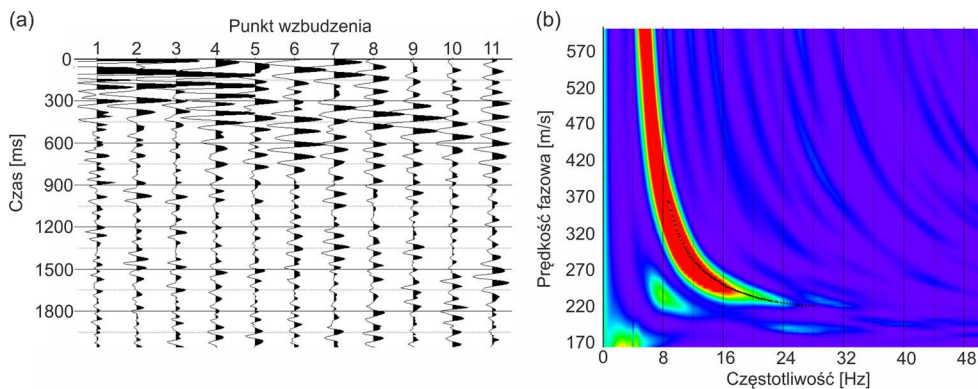 (a)
Punkt wzbudzenia
1 2 3 4 5 6 7 8 9 10 11
0
300
600
900
1200
1500
1800
Czas [ms]
(b)
570
520
470
420
370
320
270
220
170
Prędkość fazowa [m/s]
0 8 16 24 32 40 48
Częstotliwość [Hz]